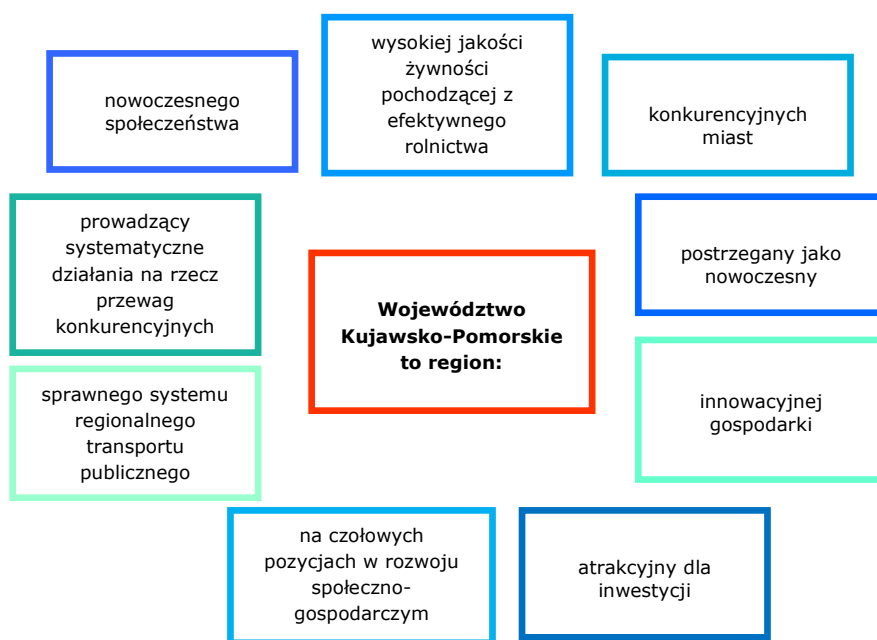 nowoczesnego
społeczeństwa
wysokiej jakości
żywności
pochodzącej z
efektywnego
rolnictwa
konkurencyjnych
miast
prowadzący
systematyczne
działania na rzecz
przewag
konkurencyjnych
Województwo
Kujawsko-Pomorskie
to region:
postrzegany jako
nowoczesny
sprawnego systemu
regionalnego
transportu
publicznego
innowacyjnej
gospodarki
na czołowych
pozycjach w rozwoju
społeczno-
gospodarczym
atrakcyjny dla
inwestycji